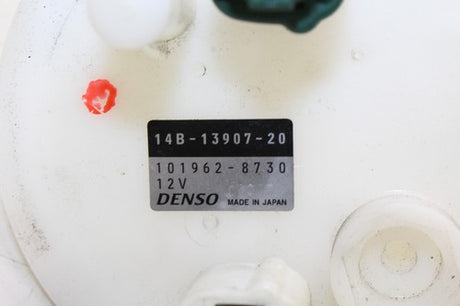 14B-13907-20
101962-8730
12V
DENSO MADE IN JAPAN